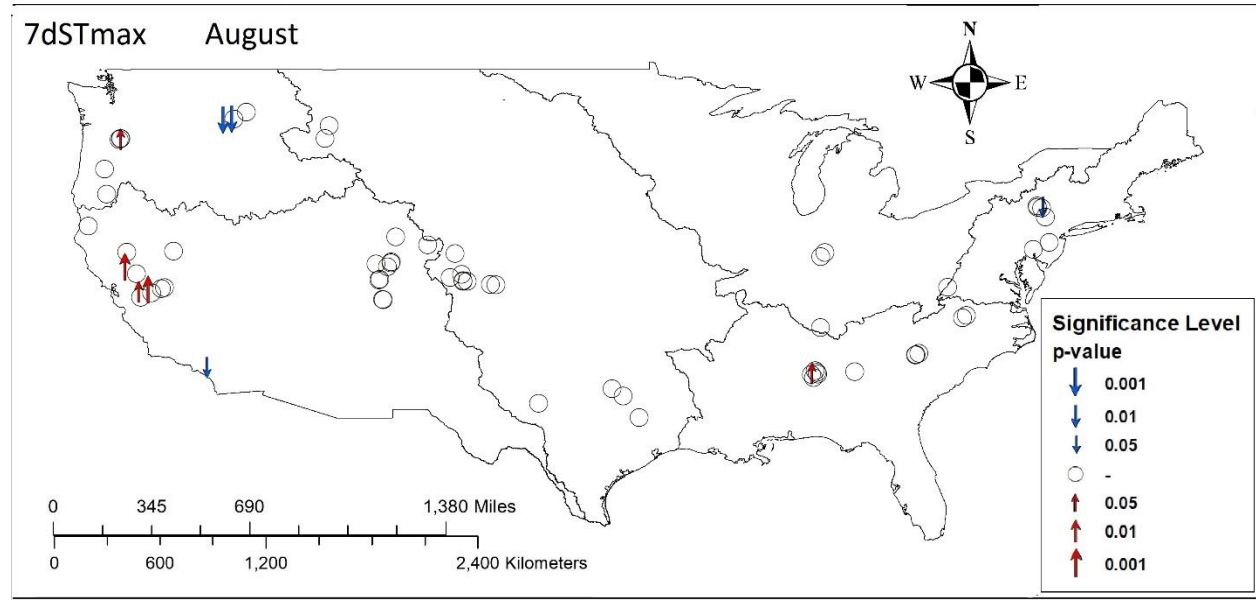 7dSTmax August
N
W E
S
Significance Level
p-value
0.001
0.01
0.05
-
0.05
0.01
0.001
0 345 690 1,380 Miles
0 600 1,200 2,400 Kilometers